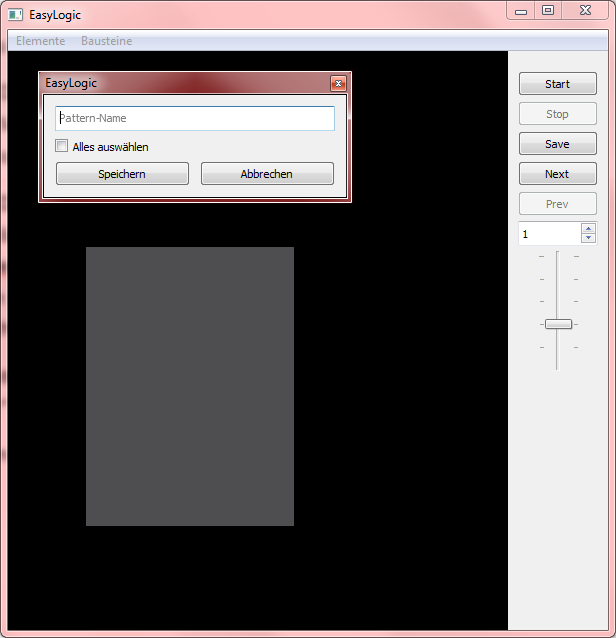 EasyLogic
Elemente Bausteine
EasyLogic
Pattern-Name
Alles auswählen
Speichern Abbrechen
Start
Stop
Save
Next
Prev
1